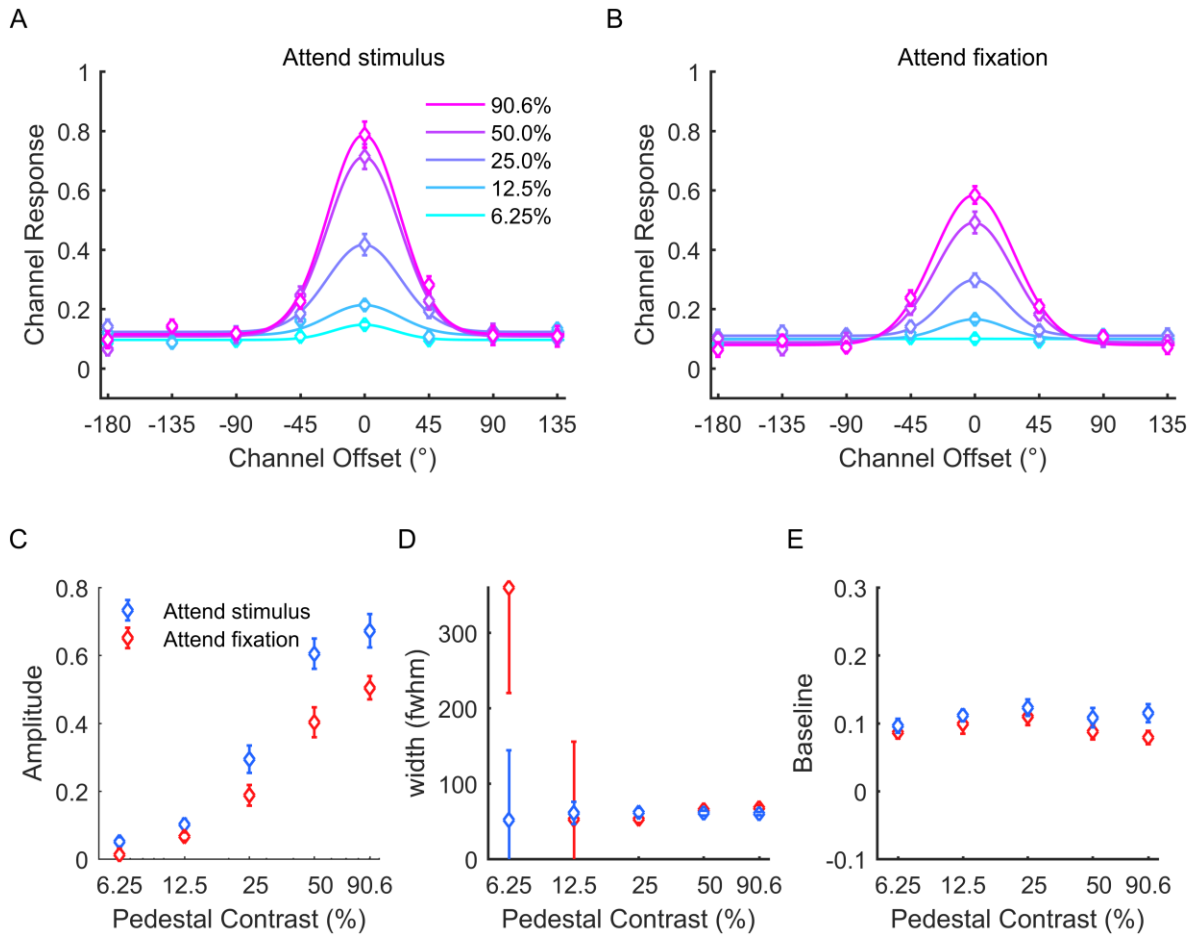 A
B
Attend stimulus
Attend fixation
1
0.8
0.6
0.4
0.2
0
Channel Response
90.6%
50.0%
25.0%
12.5%
6.25%
-180 -135 -90 -45 0 45 90 135
Channel Offset (°)
1
0.8
0.6
0.4
0.2
0
Channel Response
-180 -135 -90 -45 0 45 90 135
Channel Offset (°)
C
D
E
0.8
0.6
0.4
0.2
0
Amplitude
Attend stimulus
Attend fixation
6.25 12.5 25 50 90.6
Pedestal Contrast (%)
300
200
100
0
width (fwhm)
6.25 12.5 25 50 90.6
Pedestal Contrast (%)
0.3
0.2
0.1
0
-0.1
Baseline
6.25 12.5 25 50 90.6
Pedestal Contrast (%)